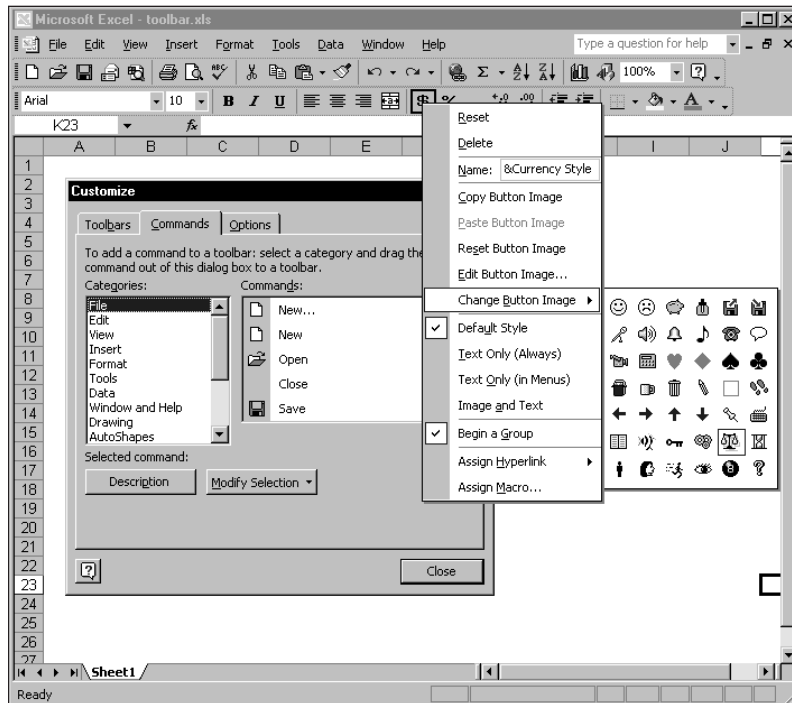 Microsoft Excel - toolbar.xls
File Edit View Insert Format Tools Data Window Help Type a question for help
100%
Arial 10 B I U $ %
K23 fx
A B C D E I J
1
2
3
4
5
6
7
8
9
10
11
12
13
14
15
16
17
18
19
20
21
22
23
24
25
26
27
Customize
Toolbars Commands Options
To add a command to a toolbar: select a category and drag the
command out of this dialog box to a toolbar.
Categories: Commands:
File
Edit
View
Insert
Format
Tools
Data
Window and Help
Drawing
AutoShapes
New...
New
Open
Close
Save
Selected command:
Description Modify Selection
Close
Reset
Delete
Name: &Currency Style
Copy Button Image
Paste Button Image
Reset Button Image
Edit Button Image...
Change Button Image
Default Style
Text Only (Always)
Text Only (in Menus)
Image and Text
Begin a Group
Assign Hyperlink
Assign Macro...
Sheet1
Ready